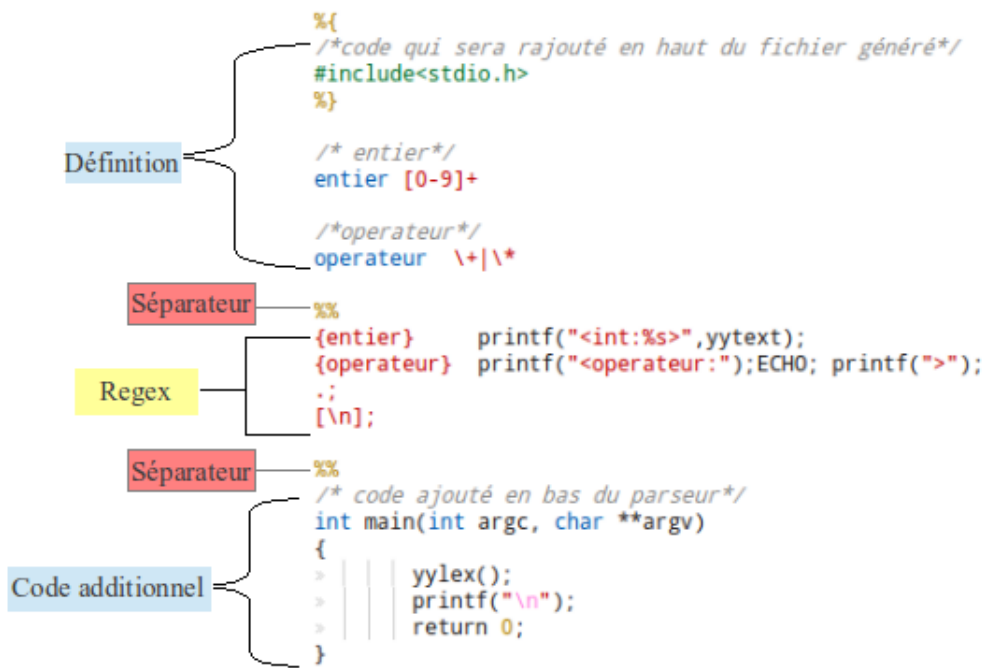 %{
/*code qui sera rajouté en haut du fichier généré*/
#include<stdio.h>
%}
/* entier*/
Définition
entier [0-9]+
/*operateur*/
operateur \+|\*
Séparateur
%%
{entier} printf("<int:%s>",yytext);
{operateur} printf("<operateur:");ECHO; printf(">");
Regex
.;
[\n];
Séparateur
%%
/* code ajouté en bas du parseur*/
int main(int argc, char **argv)
{
Code additionnel
» yylex();
» printf("\n");
» return 0;
}